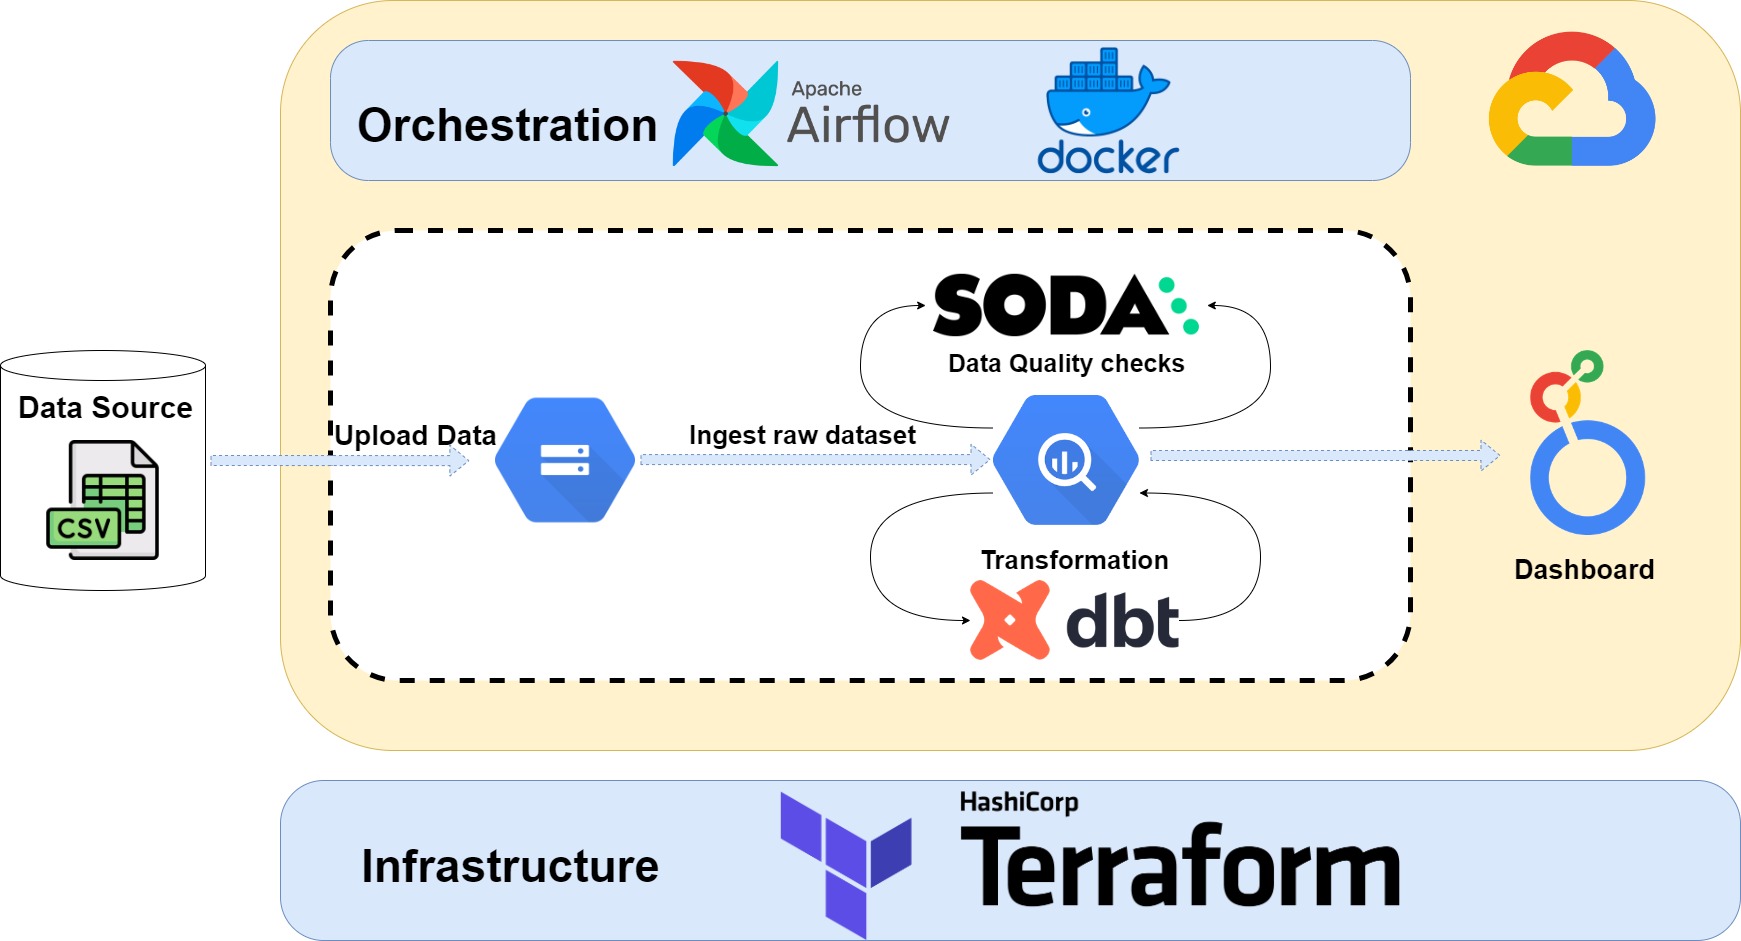 Orchestration
Apache
Airflow
docker
SODA
Data Quality checks
Data Source
CSV
Upload Data
Ingest raw dataset
Transformation
dbt
Dashboard
Infrastructure
HashiCorp
Terraform